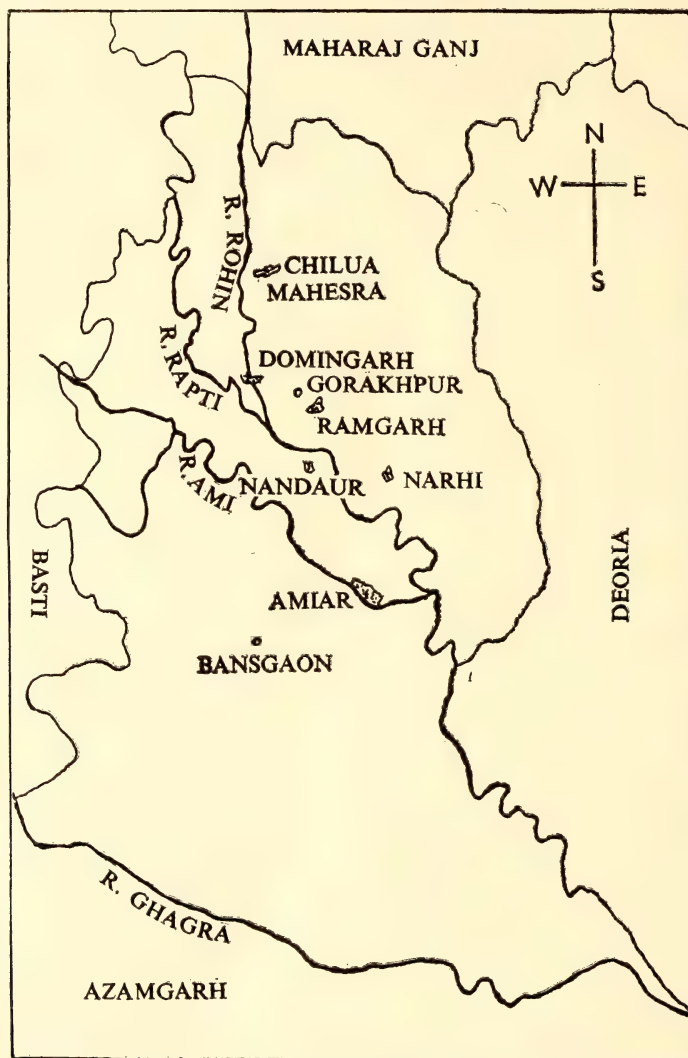 MAHARAJ GANJ
N
W E
S
R. ROHIN
CHILUA
MAHESRA
R. RAPTI
DOMINGARH
GORAKHPUR
RAMGARH
R. AMI
NANDAUR
NARHI
BASTI
DEORIA
AMIAR
BANSGAON
R. GHAGRA
AZAMGARH